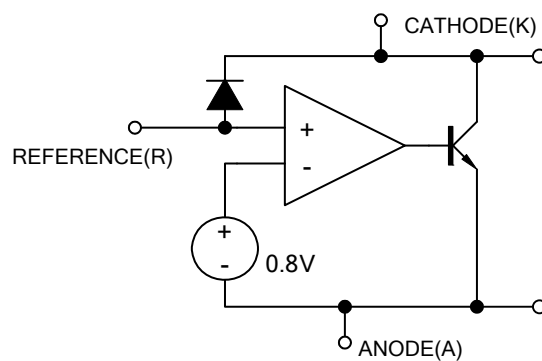 CATHODE(K)
+
REFERENCE(R)
-
+
-
0.8V
ANODE(A)